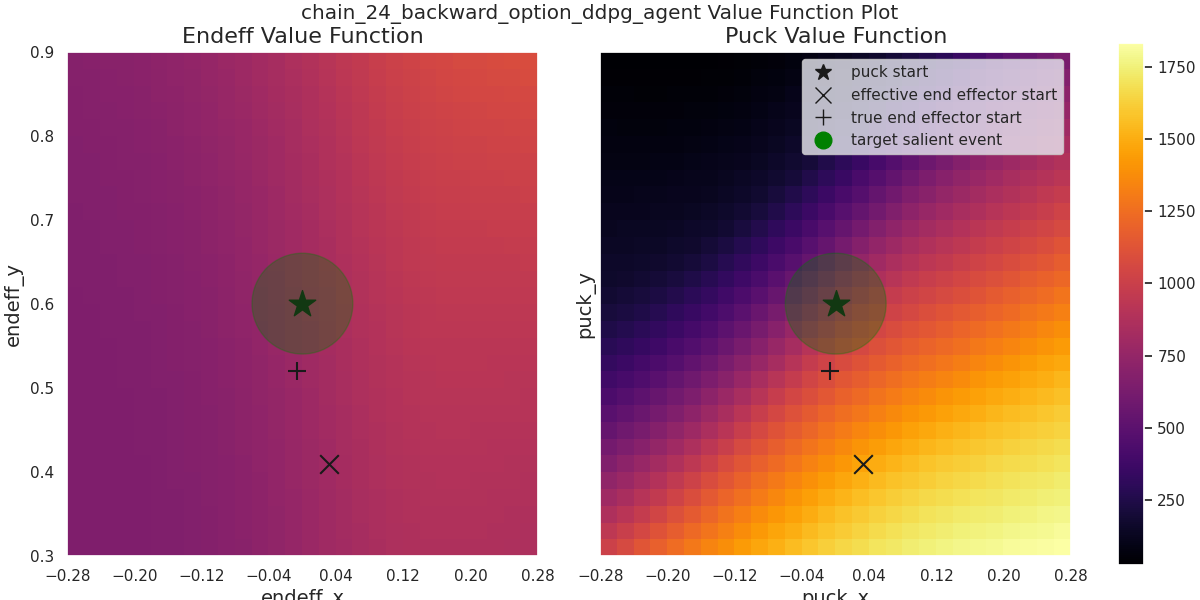 chain_24_backward_option_ddpg_agent Value Function Plot
Endeff Value Function
Puck Value Function
puck start
effective end effector start
true end effector start
target salient event
0.9
0.8
0.7
0.6
0.5
0.4
0.3
endeff_y
−0.28 −0.20 −0.12 −0.04 0.04 0.12 0.20 0.28
endeff_x
puck_y
−0.28 −0.20 −0.12 −0.04 0.04 0.12 0.20 0.28
puck_x
1750
1500
1250
1000
750
500
250